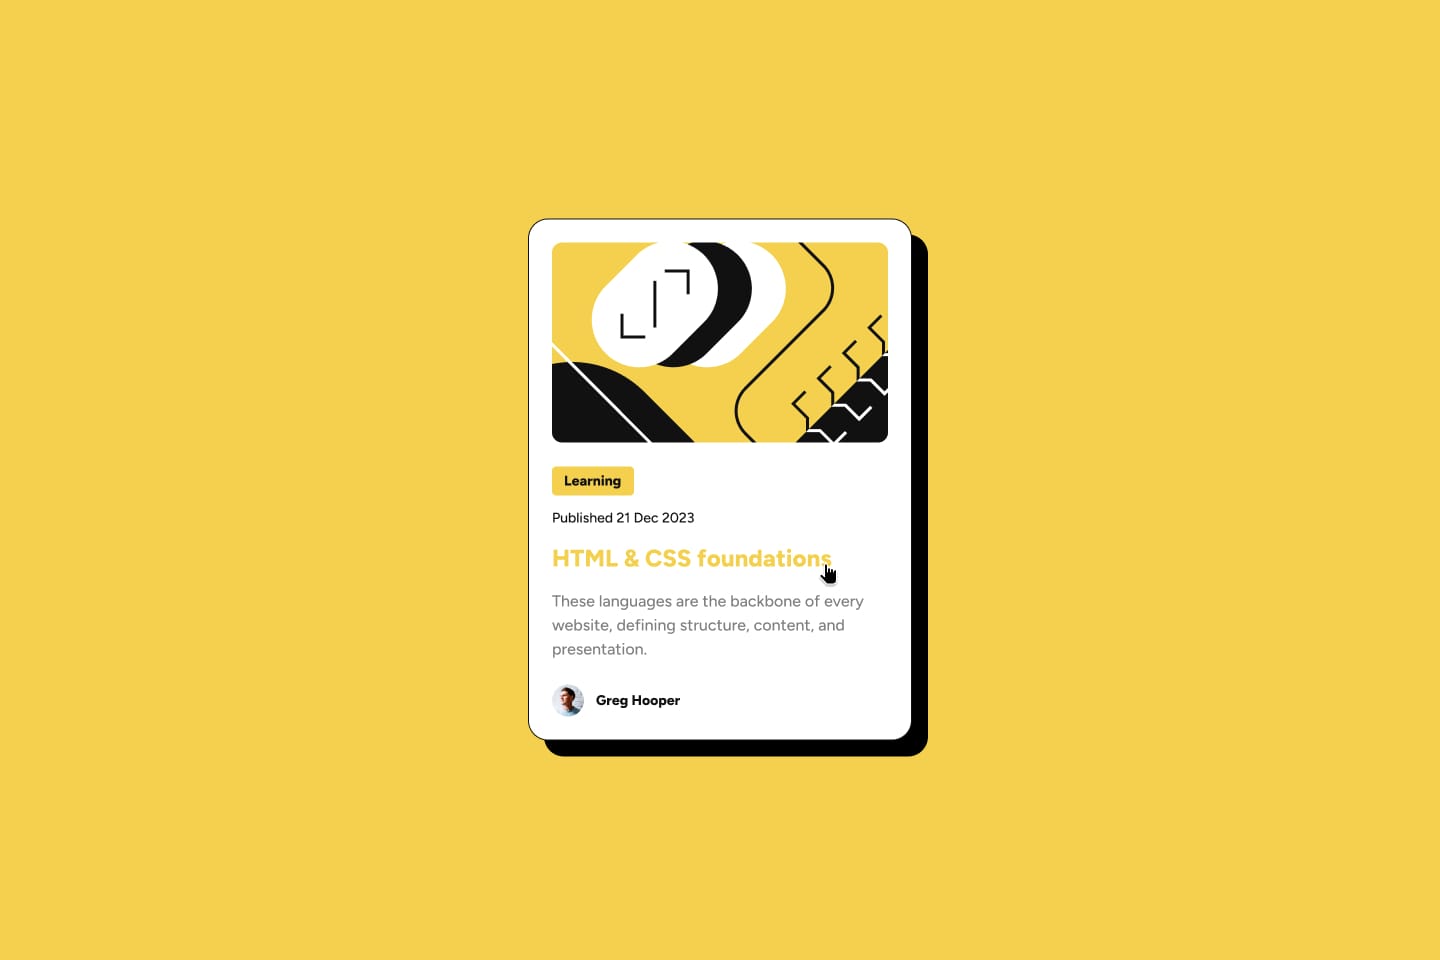 Learning
Published 21 Dec 2023
HTML & CSS foundations
These languages are the backbone of every
website, defining structure, content, and
presentation.
Greg Hooper